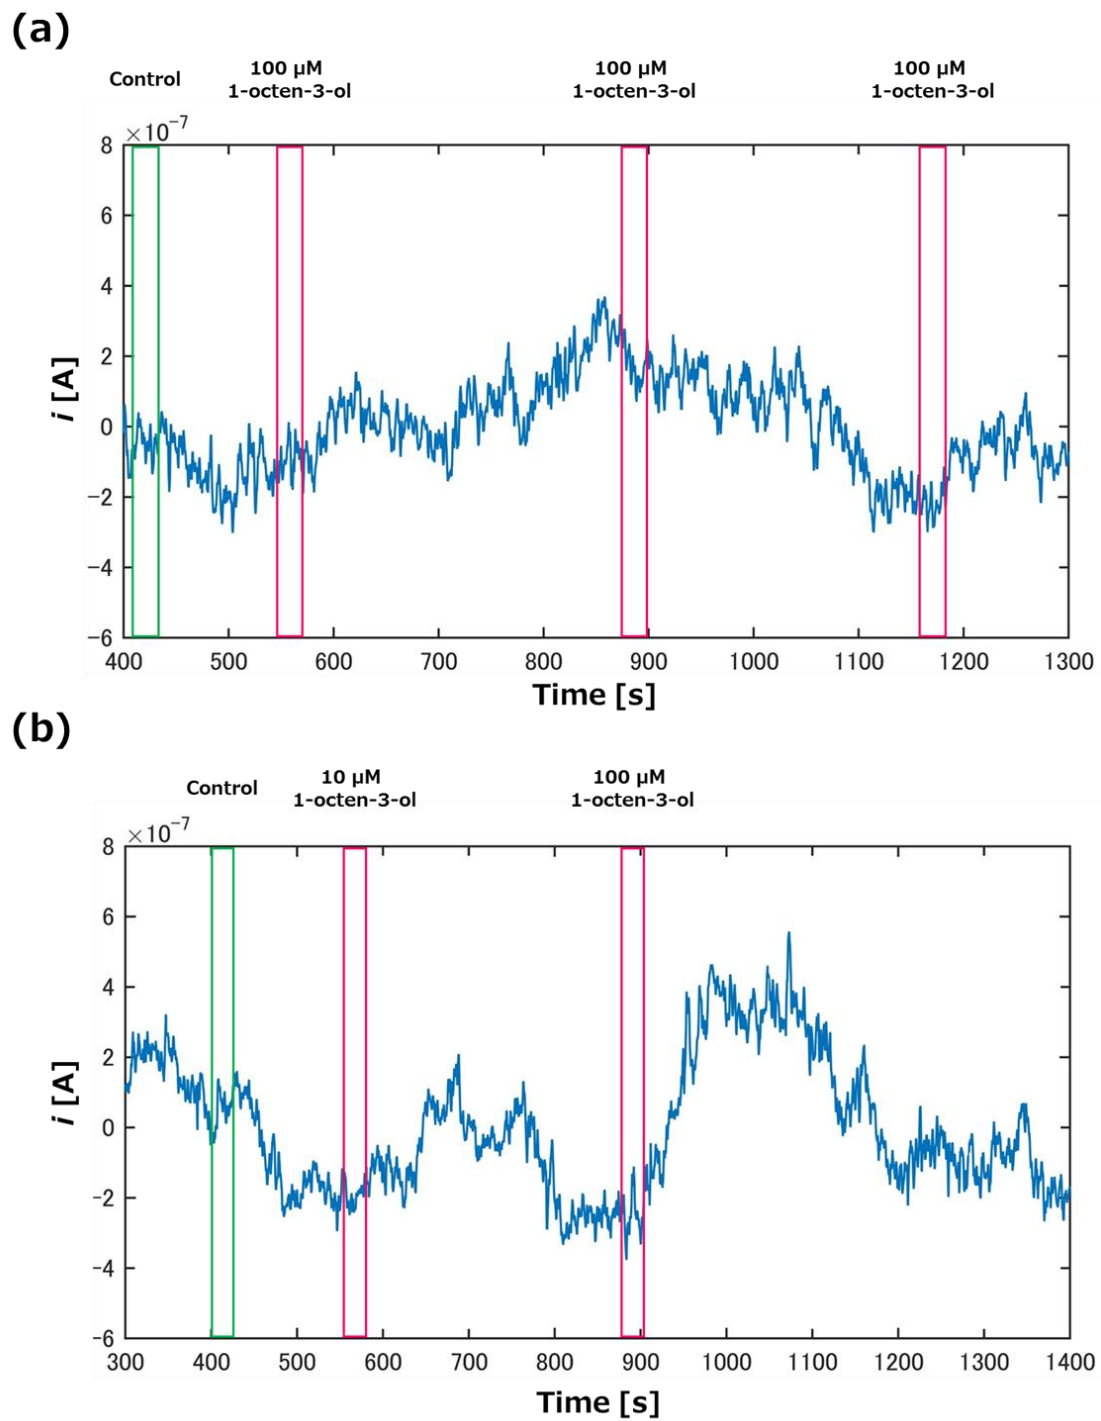 (a)
Control
100 μM
1-octen-3-ol
100 μM
1-octen-3-ol
100 μM
1-octen-3-ol
×10⁻⁷
8
6
4
2
0
−2
−4
−6
i [A]
400 500 600 700 800 900 1000 1100 1200 1300
Time [s]
(b)
Control
10 μM
1-octen-3-ol
100 μM
1-octen-3-ol
×10⁻⁷
8
6
4
2
0
−2
−4
−6
i [A]
300 400 500 600 700 800 900 1000 1100 1200 1300 1400
Time [s]